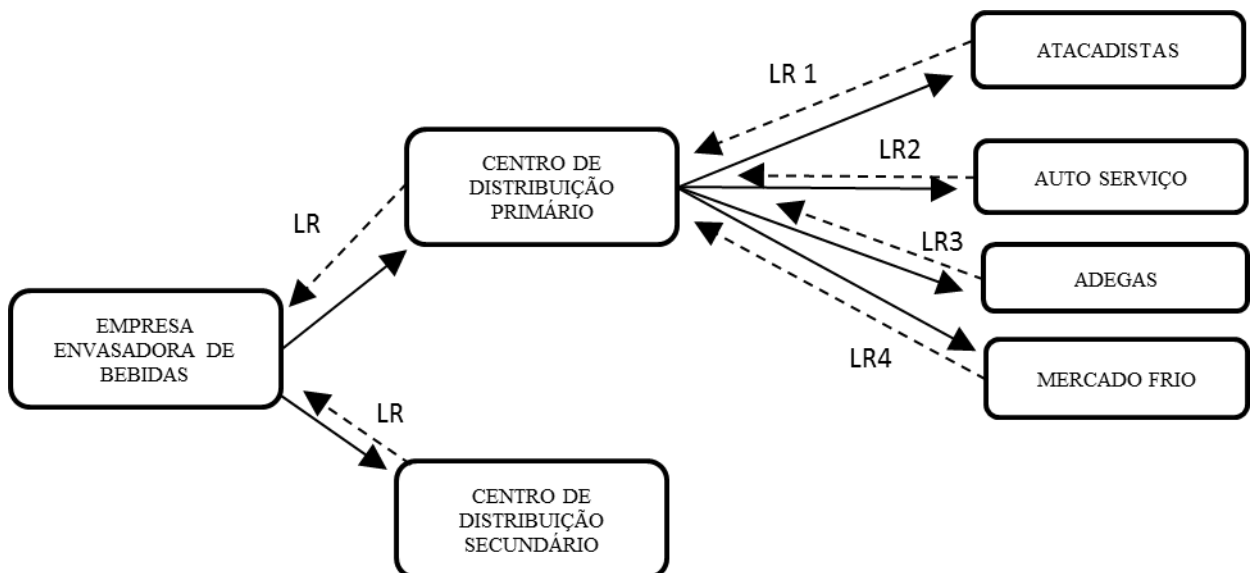 ATACADISTAS
LR 1
CENTRO DE
DISTRIBUIÇÃO
PRIMÁRIO
LR2
AUTO SERVIÇO
LR
LR3
ADEGAS
EMPRESA
ENVASADORA DE
BEBIDAS
LR4
MERCADO FRIO
LR
CENTRO DE
DISTRIBUIÇÃO
SECUNDÁRIO